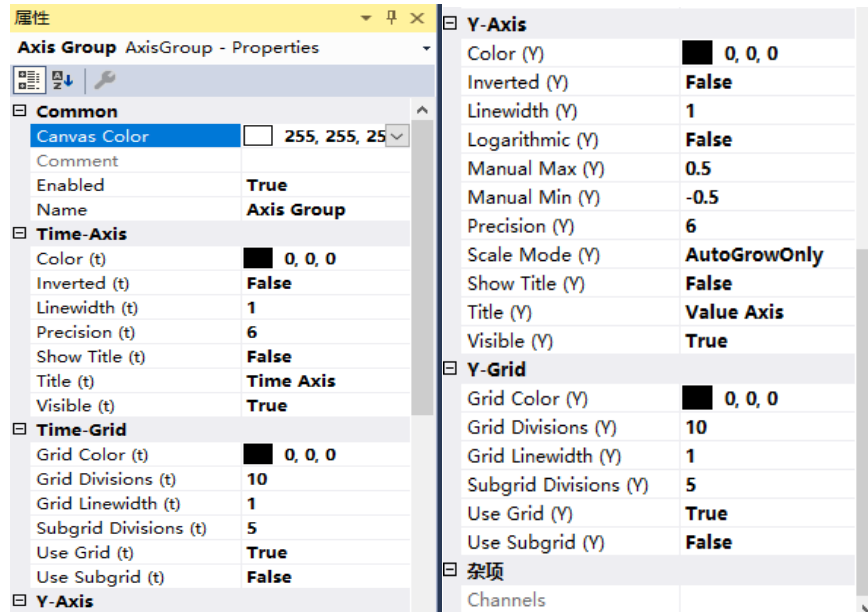 属性
Axis Group AxisGroup - Properties
Common
Canvas Color 255, 255, 25
Comment
Enabled True
Name Axis Group
Time-Axis
Color (t) 0, 0, 0
Inverted (t) False
Linewidth (t) 1
Precision (t) 6
Show Title (t) False
Title (t) Time Axis
Visible (t) True
Time-Grid
Grid Color (t) 0, 0, 0
Grid Divisions (t) 10
Grid Linewidth (t) 1
Subgrid Divisions (t) 5
Use Grid (t) True
Use Subgrid (t) False
Y-Axis
Y-Axis
Color (Y) 0, 0, 0
Inverted (Y) False
Linewidth (Y) 1
Logarithmic (Y) False
Manual Max (Y) 0.5
Manual Min (Y) -0.5
Precision (Y) 6
Scale Mode (Y) AutoGrowOnly
Show Title (Y) False
Title (Y) Value Axis
Visible (Y) True
Y-Grid
Grid Color (Y) 0, 0, 0
Grid Divisions (Y) 10
Grid Linewidth (Y) 1
Subgrid Divisions (Y) 5
Use Grid (Y) True
Use Subgrid (Y) False
杂项
Channels